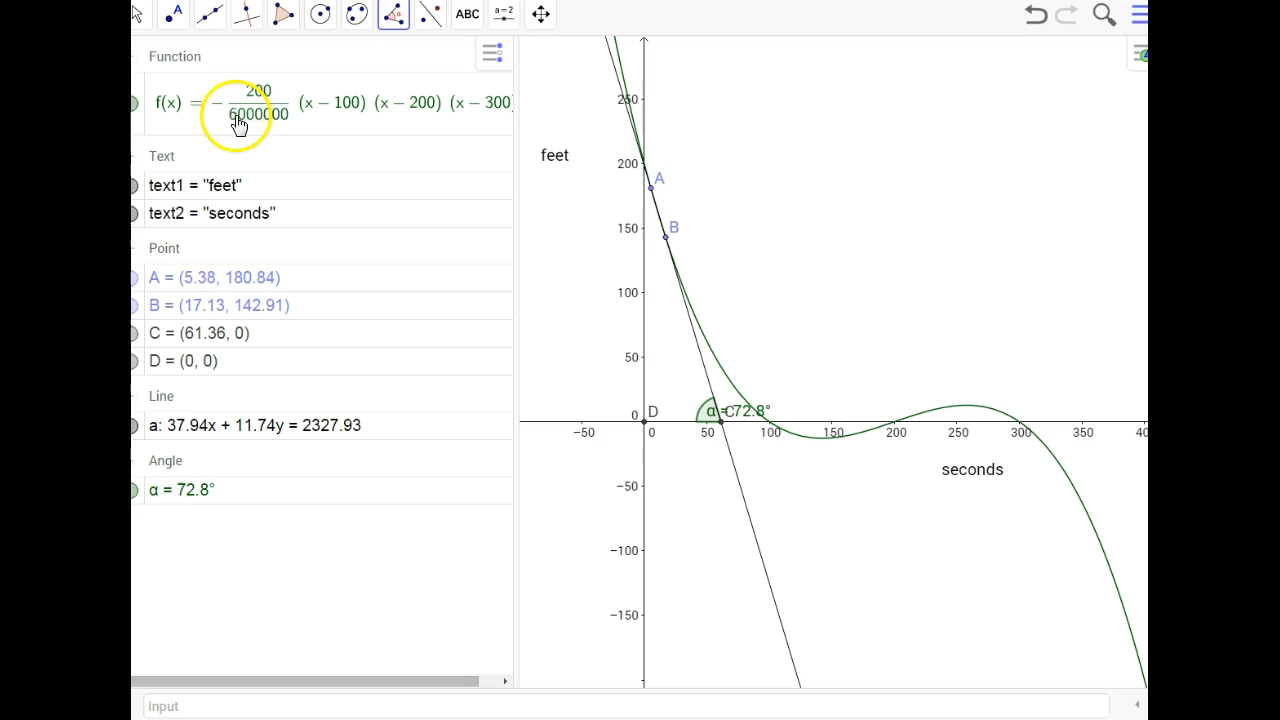 ABC
a=2
Function
f(x) = − 200/6000000 (x − 100) (x − 200) (x − 300)
Text
text1 = "feet"
text2 = "seconds"
Point
A = (5.38, 180.84)
B = (17.13, 142.91)
C = (61.36, 0)
D = (0, 0)
Line
a: 37.94x + 11.74y = 2327.93
Angle
α = 72.8°
Input
250
feet
200
A
150
B
100
50
0
D
α = 72.8°
C
−50
0
50
100
150
200
250
300
350
40
seconds
−50
−100
−150